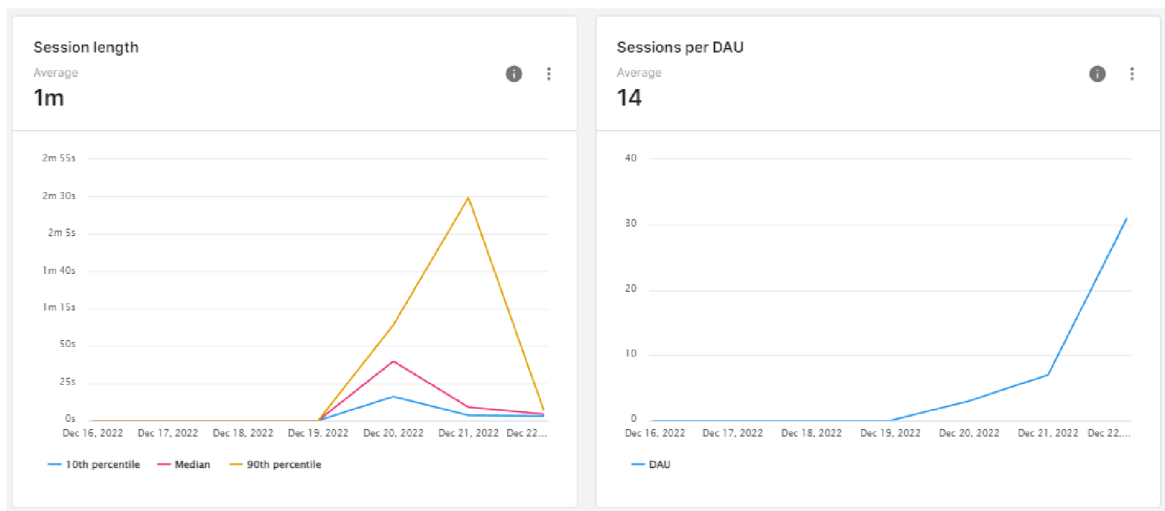 Session length
Average
1m
2m 55s
2m 30s
2m 5s
1m 40s
1m 15s
50s
25s
0s
Dec 16, 2022 Dec 17, 2022 Dec 18, 2022 Dec 19, 2022 Dec 20, 2022 Dec 21, 2022 Dec 22,...
10th percentile Median 90th percentile
Sessions per DAU
Average
14
40
30
20
10
0
Dec 16, 2022 Dec 17, 2022 Dec 18, 2022 Dec 19, 2022 Dec 20, 2022 Dec 21, 2022 Dec 22,...
DAU